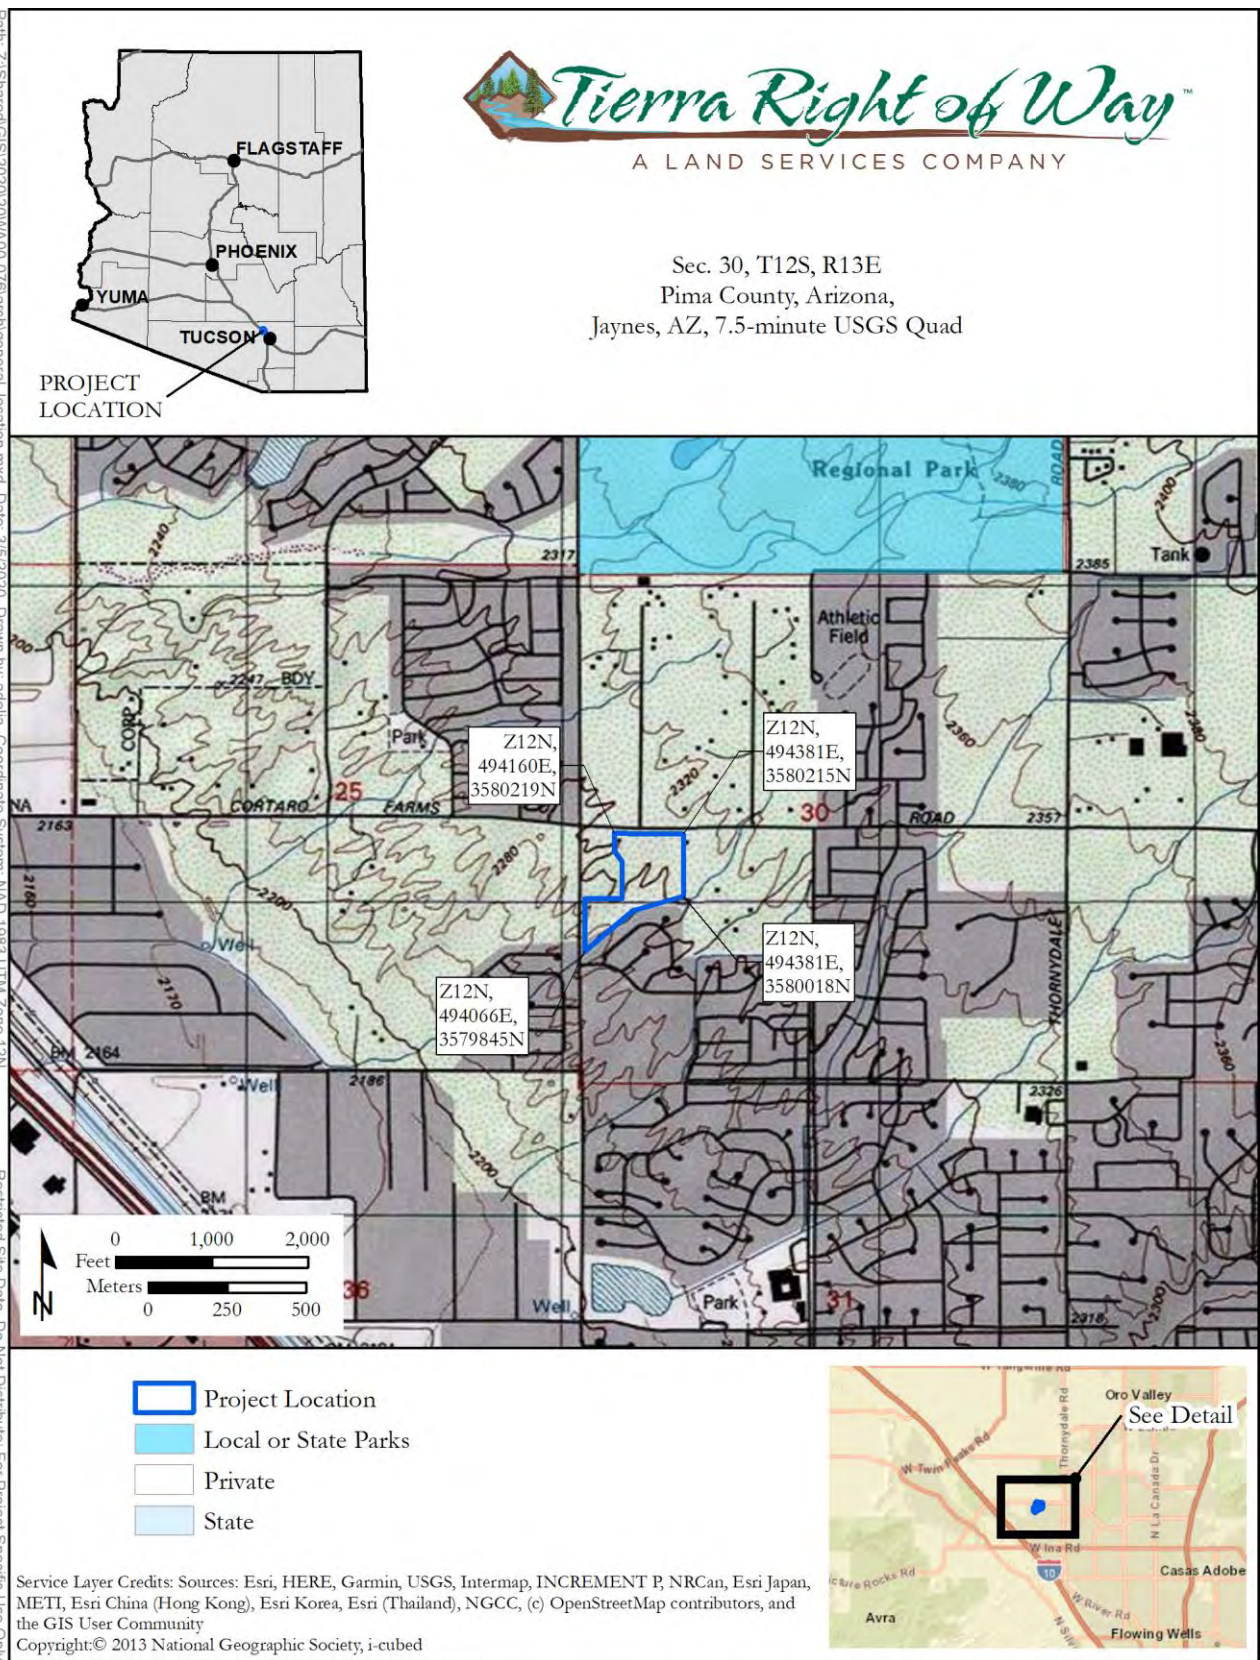 Tierra Right of Way™
A LAND SERVICES COMPANY
FLAGSTAFF
PHOENIX
YUMA
TUCSON
PROJECT
LOCATION
Sec. 30, T12S, R13E
Pima County, Arizona,
Jaynes, AZ, 7.5-minute USGS Quad
Regional Park
2380
ROAD
2400
2240
2317
Tank
2385
Athletic
Field
2247
BDY
CORP
Park
2360
2380
Z12N,
494160E,
3580219N
Z12N,
494381E,
3580215N
2320
25
30
NA
CORTARO
FARMS
ROAD
2357
2163
2280
2160
2200
Well
Z12N,
494381E,
3580018N
THORNYDALE
2170
Z12N,
494066E,
3579845N
BM 2164
Well
2186
2326
2360
2200
BM
0 1,000 2,000
Feet
Meters
0 250 500
N
36
Well
Park
31
2318
2300
Project Location
Local or State Parks
Private
State
Oro Valley
See Detail
W Twin Peaks Rd
Thornydale Rd
N La Canada Dr
W Ina Rd
10
Casas Adobe
icture Rocks Rd
W River Rd
Avra
N Silv
Flowing Wells
Service Layer Credits: Sources: Esri, HERE, Garmin, USGS, Intermap, INCREMENT P, NRCan, Esri Japan,
METI, Esri China (Hong Kong), Esri Korea, Esri (Thailand), NGCC, (c) OpenStreetMap contributors, and
the GIS User Community
Copyright:© 2013 National Geographic Society, i-cubed